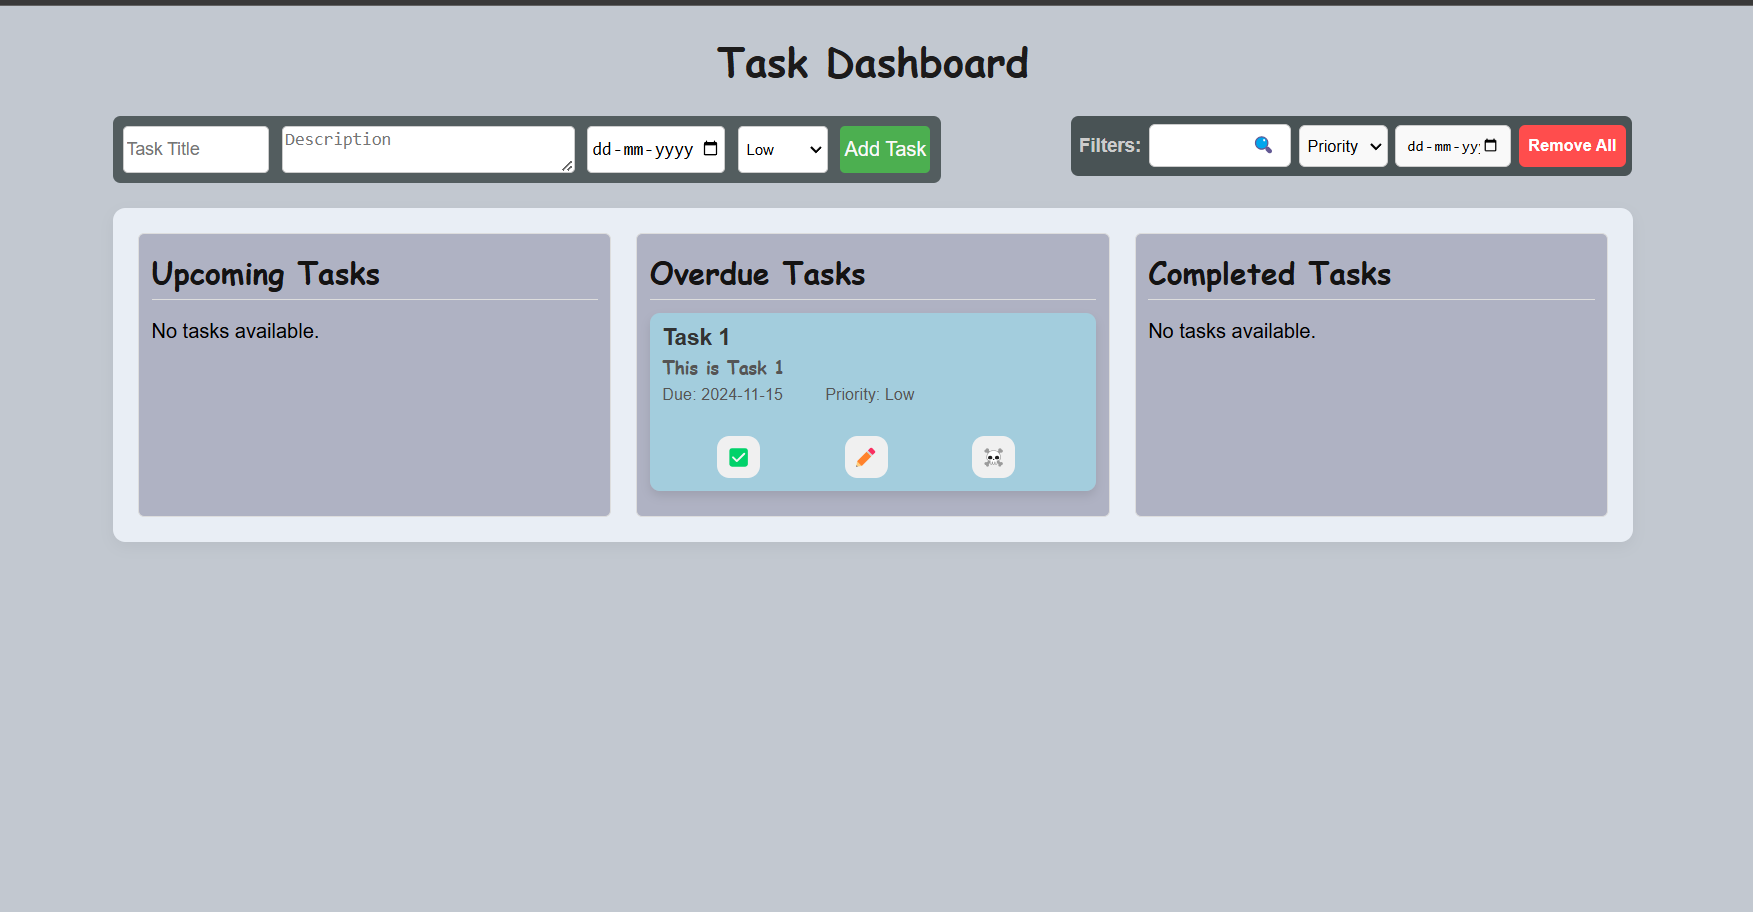 Task Dashboard
Task Title
Description
dd-mm-yyyy
Low
Add Task
Filters:
Priority
dd-mm-yy
Remove All
Upcoming Tasks
No tasks available.
Overdue Tasks
Task 1
This is Task 1
Due: 2024-11-15 Priority: Low
Completed Tasks
No tasks available.